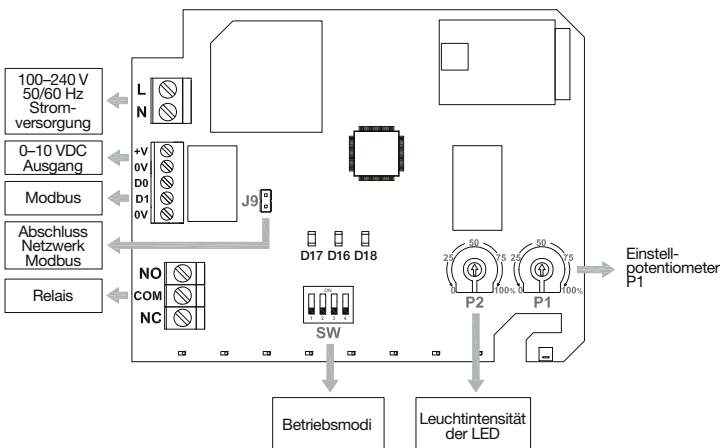 100–240 V
50/60 Hz
Strom-
versorgung
0–10 VDC
Ausgang
Modbus
Abschluss
Netzwerk
Modbus
Relais
L
N
+V
0V
D0
D1
0V
J9
NO
COM
NC
D17 D16 D18
ON
1 2 3 4
SW
0 25 50 75 100%
P2
0 25 50 75 100%
P1
Einstell-
potentiometer
P1
Betriebsmodi
Leuchtintensität
der LED